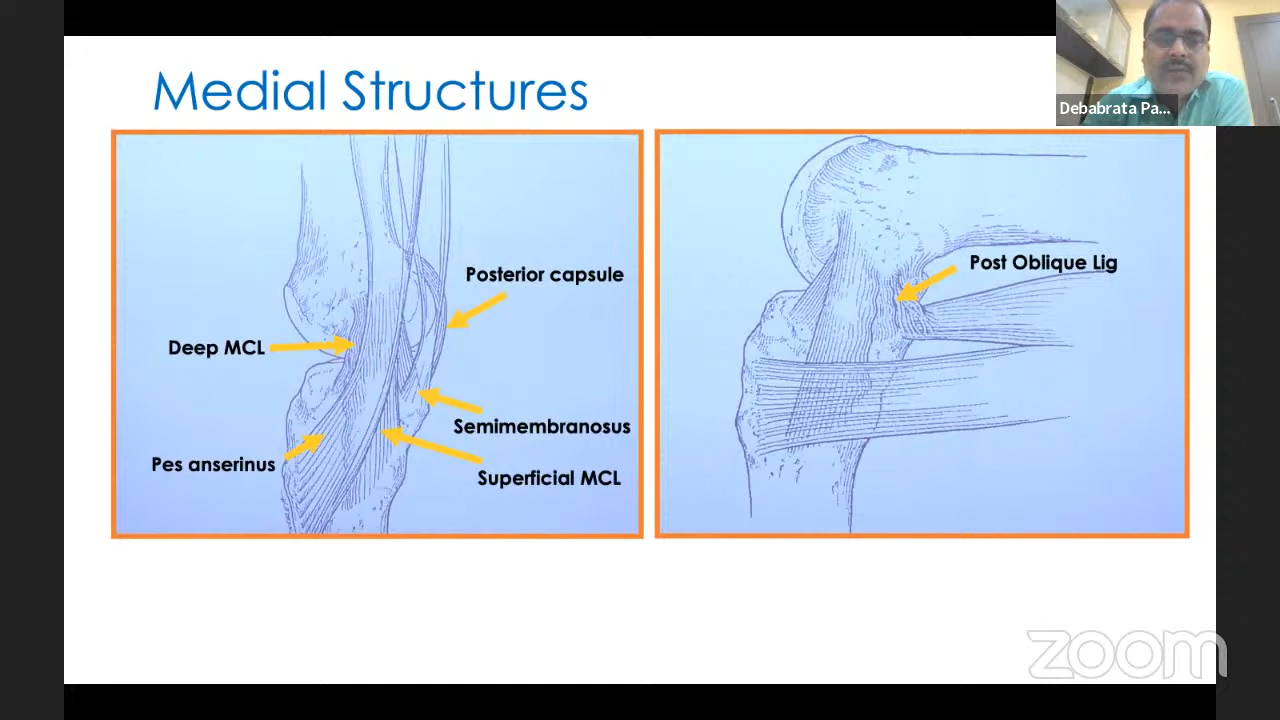 Medial Structures
Debabrata Pa...
Posterior capsule
Post Oblique Lig
Deep MCL
Semimembranosus
Pes anserinus
Superficial MCL
zoom